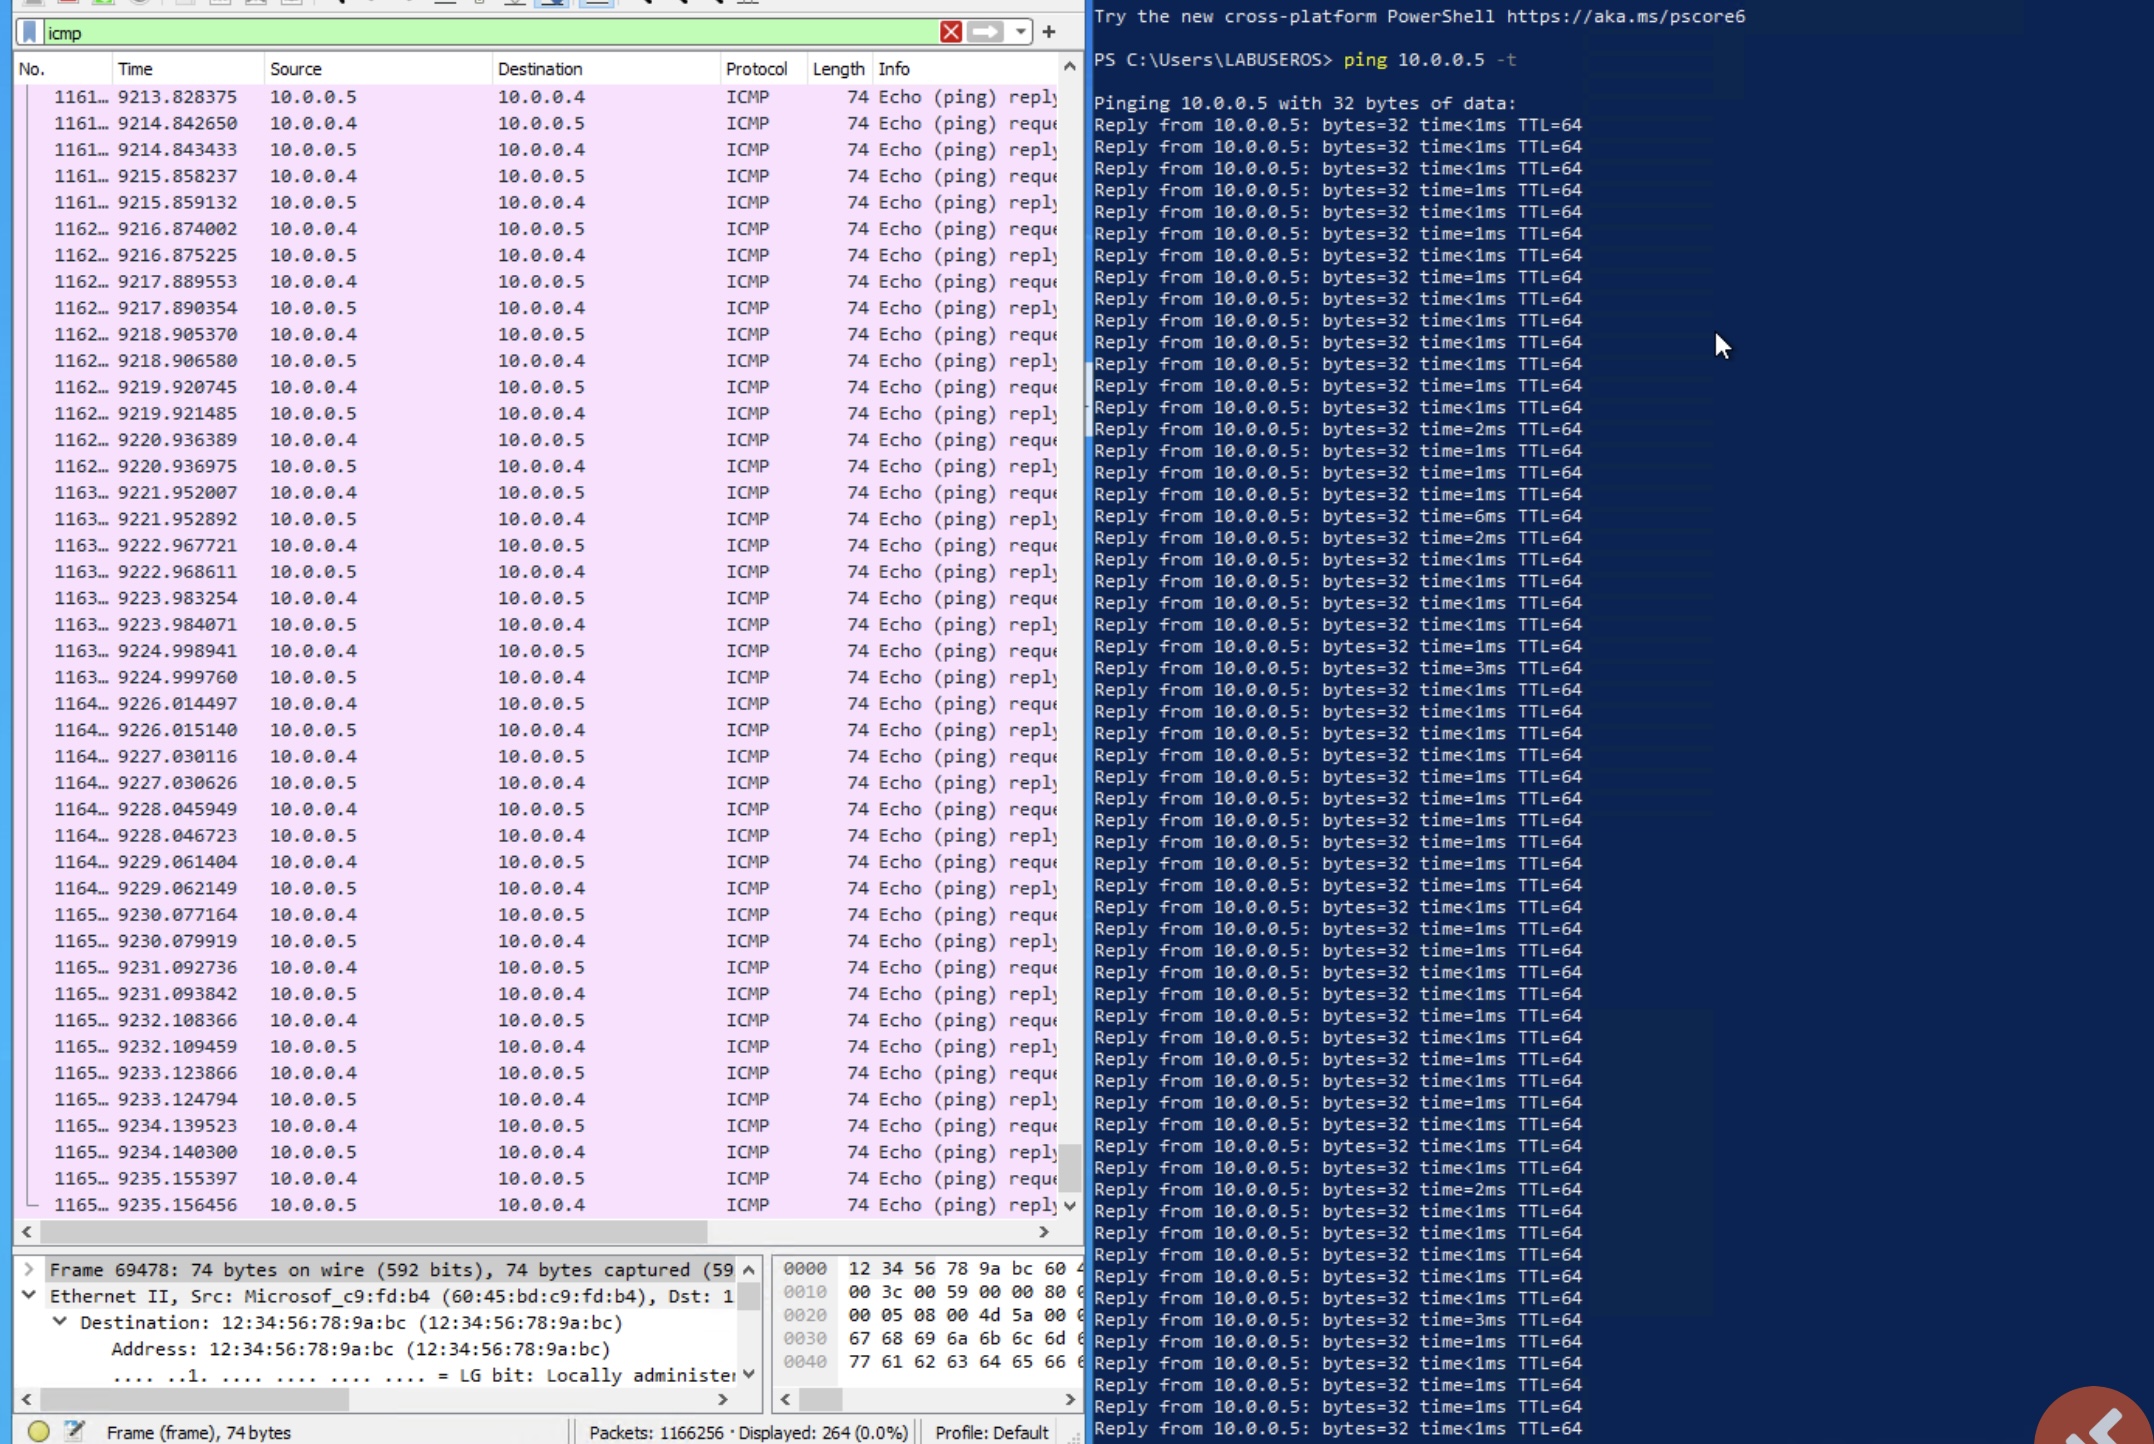 icmp
No. Time Source Destination Protocol Length Info
1161… 9213.828375 10.0.0.5 10.0.0.4 ICMP 74 Echo (ping) reply
1161… 9214.842650 10.0.0.4 10.0.0.5 ICMP 74 Echo (ping) reque
1161… 9214.843433 10.0.0.5 10.0.0.4 ICMP 74 Echo (ping) reply
1161… 9215.858237 10.0.0.4 10.0.0.5 ICMP 74 Echo (ping) reque
1161… 9215.859132 10.0.0.5 10.0.0.4 ICMP 74 Echo (ping) reply
1162… 9216.874002 10.0.0.4 10.0.0.5 ICMP 74 Echo (ping) reque
1162… 9216.875225 10.0.0.5 10.0.0.4 ICMP 74 Echo (ping) reply
1162… 9217.889553 10.0.0.4 10.0.0.5 ICMP 74 Echo (ping) reque
1162… 9217.890354 10.0.0.5 10.0.0.4 ICMP 74 Echo (ping) reply
1162… 9218.905370 10.0.0.4 10.0.0.5 ICMP 74 Echo (ping) reque
1162… 9218.906580 10.0.0.5 10.0.0.4 ICMP 74 Echo (ping) reply
1162… 9219.920745 10.0.0.4 10.0.0.5 ICMP 74 Echo (ping) reque
1162… 9219.921485 10.0.0.5 10.0.0.4 ICMP 74 Echo (ping) reply
1162… 9220.936389 10.0.0.4 10.0.0.5 ICMP 74 Echo (ping) reque
1162… 9220.936975 10.0.0.5 10.0.0.4 ICMP 74 Echo (ping) reply
1163… 9221.952007 10.0.0.4 10.0.0.5 ICMP 74 Echo (ping) reque
1163… 9221.952892 10.0.0.5 10.0.0.4 ICMP 74 Echo (ping) reply
1163… 9222.967721 10.0.0.4 10.0.0.5 ICMP 74 Echo (ping) reque
1163… 9222.968611 10.0.0.5 10.0.0.4 ICMP 74 Echo (ping) reply
1163… 9223.983254 10.0.0.4 10.0.0.5 ICMP 74 Echo (ping) reque
1163… 9223.984071 10.0.0.5 10.0.0.4 ICMP 74 Echo (ping) reply
1163… 9224.998941 10.0.0.4 10.0.0.5 ICMP 74 Echo (ping) reque
1163… 9224.999760 10.0.0.5 10.0.0.4 ICMP 74 Echo (ping) reply
1164… 9226.014497 10.0.0.4 10.0.0.5 ICMP 74 Echo (ping) reque
1164… 9226.015140 10.0.0.5 10.0.0.4 ICMP 74 Echo (ping) reply
1164… 9227.030116 10.0.0.4 10.0.0.5 ICMP 74 Echo (ping) reque
1164… 9227.030626 10.0.0.5 10.0.0.4 ICMP 74 Echo (ping) reply
1164… 9228.045949 10.0.0.4 10.0.0.5 ICMP 74 Echo (ping) reque
1164… 9228.046723 10.0.0.5 10.0.0.4 ICMP 74 Echo (ping) reply
1164… 9229.061404 10.0.0.4 10.0.0.5 ICMP 74 Echo (ping) reque
1164… 9229.062149 10.0.0.5 10.0.0.4 ICMP 74 Echo (ping) reply
1165… 9230.077164 10.0.0.4 10.0.0.5 ICMP 74 Echo (ping) reque
1165… 9230.079919 10.0.0.5 10.0.0.4 ICMP 74 Echo (ping) reply
1165… 9231.092736 10.0.0.4 10.0.0.5 ICMP 74 Echo (ping) reque
1165… 9231.093842 10.0.0.5 10.0.0.4 ICMP 74 Echo (ping) reply
1165… 9232.108366 10.0.0.4 10.0.0.5 ICMP 74 Echo (ping) reque
1165… 9232.109459 10.0.0.5 10.0.0.4 ICMP 74 Echo (ping) reply
1165… 9233.123866 10.0.0.4 10.0.0.5 ICMP 74 Echo (ping) reque
1165… 9233.124794 10.0.0.5 10.0.0.4 ICMP 74 Echo (ping) reply
1165… 9234.139523 10.0.0.4 10.0.0.5 ICMP 74 Echo (ping) reque
1165… 9234.140300 10.0.0.5 10.0.0.4 ICMP 74 Echo (ping) reply
1165… 9235.155397 10.0.0.4 10.0.0.5 ICMP 74 Echo (ping) reque
1165… 9235.156456 10.0.0.5 10.0.0.4 ICMP 74 Echo (ping) reply
Frame 69478: 74 bytes on wire (592 bits), 74 bytes captured (59
Ethernet II, Src: Microsof_c9:fd:b4 (60:45:bd:c9:fd:b4), Dst: 1
Destination: 12:34:56:78:9a:bc (12:34:56:78:9a:bc)
Address: 12:34:56:78:9a:bc (12:34:56:78:9a:bc)
.... ..1. .... .... .... .... = LG bit: Locally administer
0000 12 34 56 78 9a bc 60 4
0010 00 3c 00 59 00 00 80 0
0020 00 05 08 00 4d 5a 00 0
0030 67 68 69 6a 6b 6c 6d 6
0040 77 61 62 63 64 65 66 6
Frame (frame), 74 bytes
Packets: 1166256 · Displayed: 264 (0.0%)
Profile: Default
Try the new cross-platform PowerShell https://aka.ms/pscore6
PS C:\Users\LABUSEROS> ping 10.0.0.5 -t
Pinging 10.0.0.5 with 32 bytes of data:
Reply from 10.0.0.5: bytes=32 time<1ms TTL=64
Reply from 10.0.0.5: bytes=32 time<1ms TTL=64
Reply from 10.0.0.5: bytes=32 time<1ms TTL=64
Reply from 10.0.0.5: bytes=32 time=1ms TTL=64
Reply from 10.0.0.5: bytes=32 time<1ms TTL=64
Reply from 10.0.0.5: bytes=32 time=1ms TTL=64
Reply from 10.0.0.5: bytes=32 time<1ms TTL=64
Reply from 10.0.0.5: bytes=32 time=1ms TTL=64
Reply from 10.0.0.5: bytes=32 time<1ms TTL=64
Reply from 10.0.0.5: bytes=32 time<1ms TTL=64
Reply from 10.0.0.5: bytes=32 time<1ms TTL=64
Reply from 10.0.0.5: bytes=32 time<1ms TTL=64
Reply from 10.0.0.5: bytes=32 time=1ms TTL=64
Reply from 10.0.0.5: bytes=32 time<1ms TTL=64
Reply from 10.0.0.5: bytes=32 time=2ms TTL=64
Reply from 10.0.0.5: bytes=32 time=1ms TTL=64
Reply from 10.0.0.5: bytes=32 time=1ms TTL=64
Reply from 10.0.0.5: bytes=32 time=1ms TTL=64
Reply from 10.0.0.5: bytes=32 time=6ms TTL=64
Reply from 10.0.0.5: bytes=32 time=2ms TTL=64
Reply from 10.0.0.5: bytes=32 time<1ms TTL=64
Reply from 10.0.0.5: bytes=32 time<1ms TTL=64
Reply from 10.0.0.5: bytes=32 time<1ms TTL=64
Reply from 10.0.0.5: bytes=32 time<1ms TTL=64
Reply from 10.0.0.5: bytes=32 time=1ms TTL=64
Reply from 10.0.0.5: bytes=32 time=3ms TTL=64
Reply from 10.0.0.5: bytes=32 time<1ms TTL=64
Reply from 10.0.0.5: bytes=32 time<1ms TTL=64
Reply from 10.0.0.5: bytes=32 time<1ms TTL=64
Reply from 10.0.0.5: bytes=32 time<1ms TTL=64
Reply from 10.0.0.5: bytes=32 time=1ms TTL=64
Reply from 10.0.0.5: bytes=32 time=1ms TTL=64
Reply from 10.0.0.5: bytes=32 time=1ms TTL=64
Reply from 10.0.0.5: bytes=32 time<1ms TTL=64
Reply from 10.0.0.5: bytes=32 time<1ms TTL=64
Reply from 10.0.0.5: bytes=32 time=1ms TTL=64
Reply from 10.0.0.5: bytes=32 time<1ms TTL=64
Reply from 10.0.0.5: bytes=32 time=1ms TTL=64
Reply from 10.0.0.5: bytes=32 time=1ms TTL=64
Reply from 10.0.0.5: bytes=32 time<1ms TTL=64
Reply from 10.0.0.5: bytes=32 time<1ms TTL=64
Reply from 10.0.0.5: bytes=32 time=1ms TTL=64
Reply from 10.0.0.5: bytes=32 time<1ms TTL=64
Reply from 10.0.0.5: bytes=32 time=1ms TTL=64
Reply from 10.0.0.5: bytes=32 time<1ms TTL=64
Reply from 10.0.0.5: bytes=32 time=1ms TTL=64
Reply from 10.0.0.5: bytes=32 time<1ms TTL=64
Reply from 10.0.0.5: bytes=32 time<1ms TTL=64
Reply from 10.0.0.5: bytes=32 time<1ms TTL=64
Reply from 10.0.0.5: bytes=32 time=2ms TTL=64
Reply from 10.0.0.5: bytes=32 time<1ms TTL=64
Reply from 10.0.0.5: bytes=32 time<1ms TTL=64
Reply from 10.0.0.5: bytes=32 time<1ms TTL=64
Reply from 10.0.0.5: bytes=32 time<1ms TTL=64
Reply from 10.0.0.5: bytes=32 time<1ms TTL=64
Reply from 10.0.0.5: bytes=32 time=3ms TTL=64
Reply from 10.0.0.5: bytes=32 time=1ms TTL=64
Reply from 10.0.0.5: bytes=32 time<1ms TTL=64
Reply from 10.0.0.5: bytes=32 time=1ms TTL=64
Reply from 10.0.0.5: bytes=32 time=1ms TTL=64
Reply from 10.0.0.5: bytes=32 time<1ms TTL=64